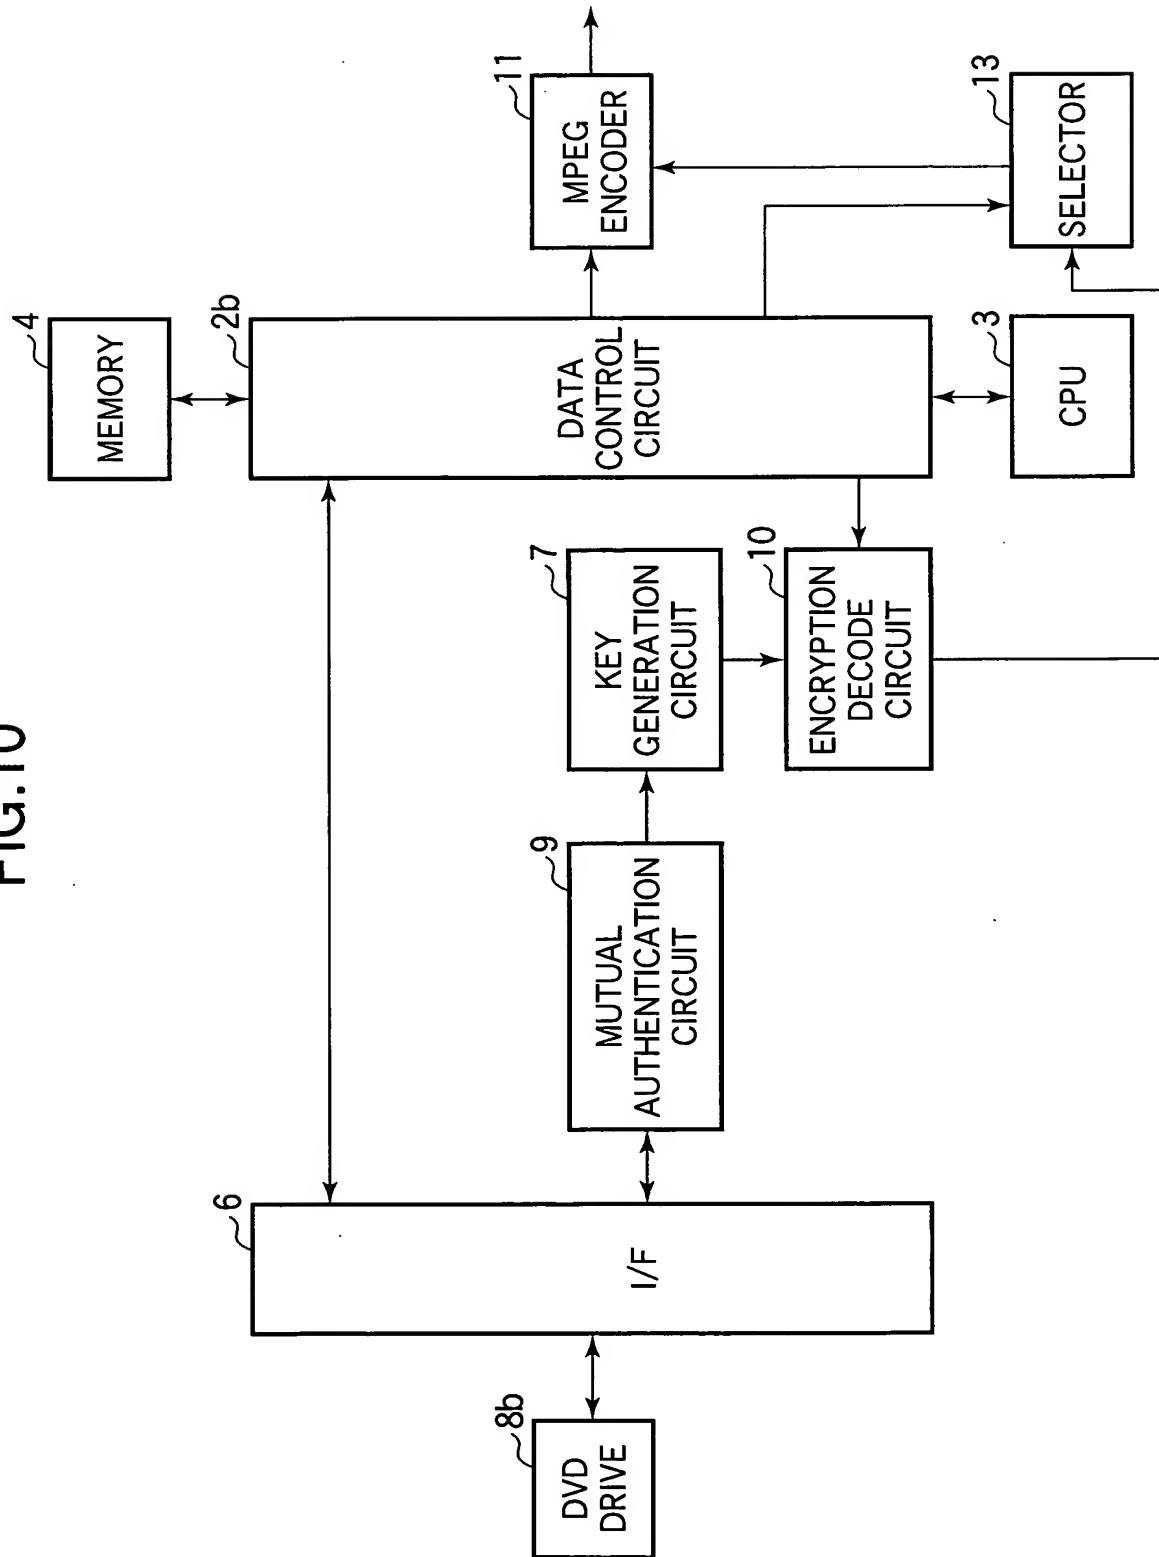 FIG.10
4
MEMORY
2b
DATA
CONTROL
CIRCUIT
3
CPU
11
MPEG
ENCODER
13
SELECTOR
7
KEY
GENERATION
CIRCUIT
10
ENCRYPTION
DECODE
CIRCUIT
9
MUTUAL
AUTHENTICATION
CIRCUIT
6
I/F
8b
DVD
DRIVE